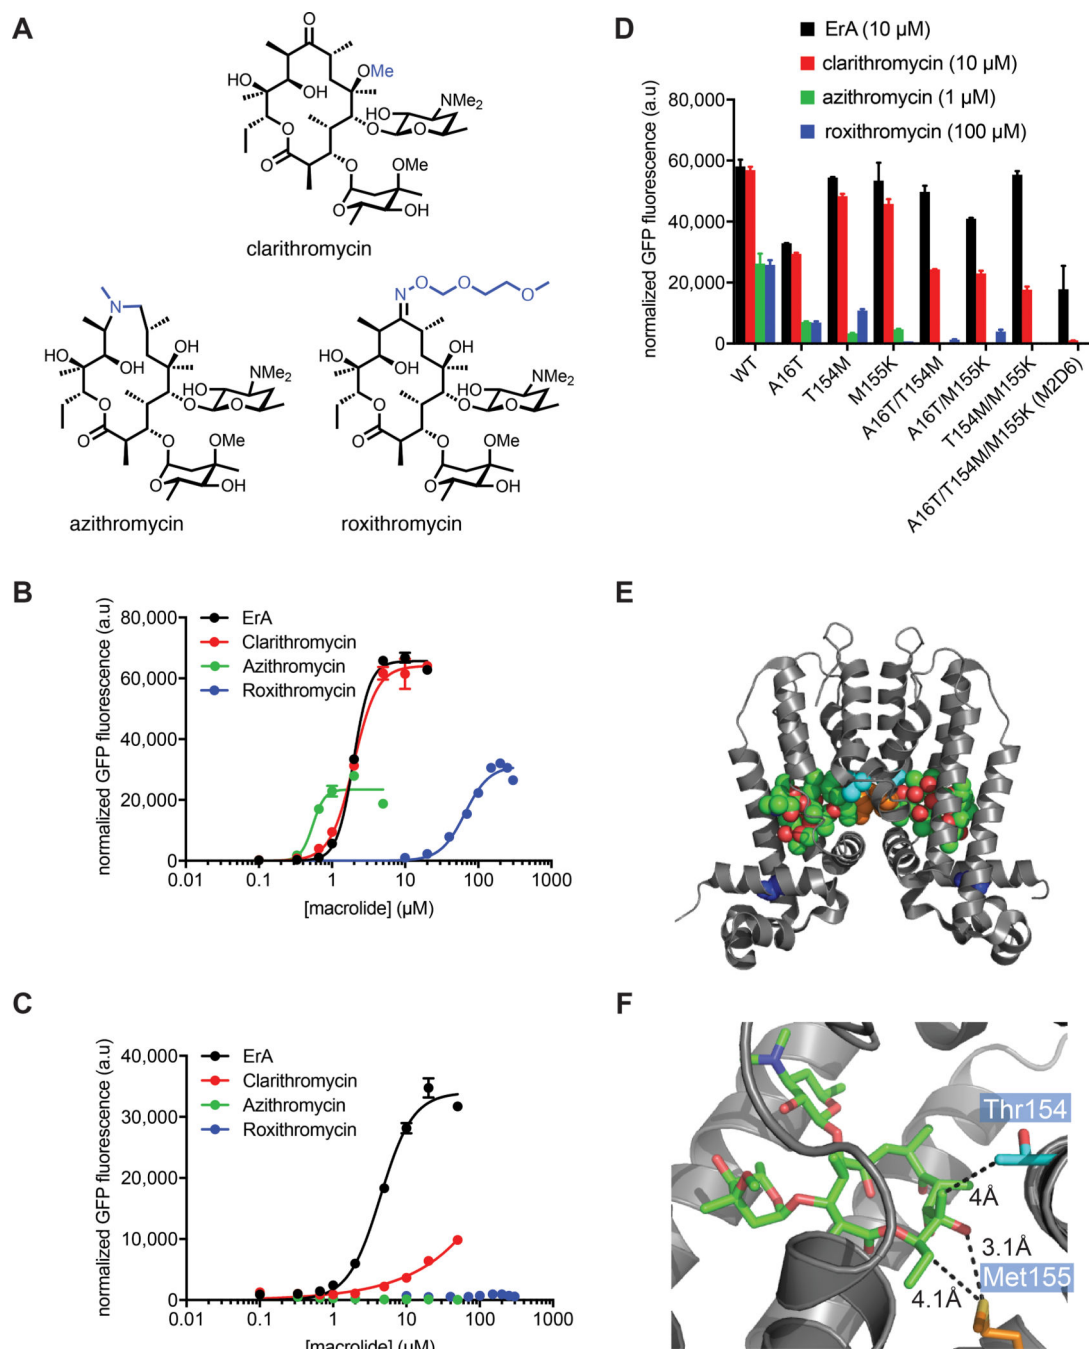 A
O
OMe
HO
OH
HO
NMe2
O
O
O
O
OMe
O
OH
clarithromycin
N
HO
OH
OH
HO
NMe2
O
O
O
O
O
OMe
O
OH
azithromycin
N
O
O
O
HO
OH
OH
HO
NMe2
O
O
O
O
O
OMe
O
OH
roxithromycin
B
normalized GFP fluorescence (a.u)
80,000
60,000
40,000
20,000
0
ErA
Clarithromycin
Azithromycin
Roxithromycin
0.01 0.1 1 10 100 1000
[macrolide] (µM)
C
normalized GFP fluorescence (a.u)
40,000
30,000
20,000
10,000
0
ErA
Clarithromycin
Azithromycin
Roxithromycin
0.01 0.1 1 10 100 1000
[macrolide] (µM)
D
ErA (10 µM)
clarithromycin (10 µM)
azithromycin (1 µM)
roxithromycin (100 µM)
normalized GFP fluorescence (a.u)
80,000
60,000
40,000
20,000
0
WT
A16T
T154M
M155K
A16T/T154M
A16T/M155K
T154M/M155K
A16T/T154M/M155K (M2D6)
E
F
Thr154
4Å
3.1Å
Met155
4.1Å